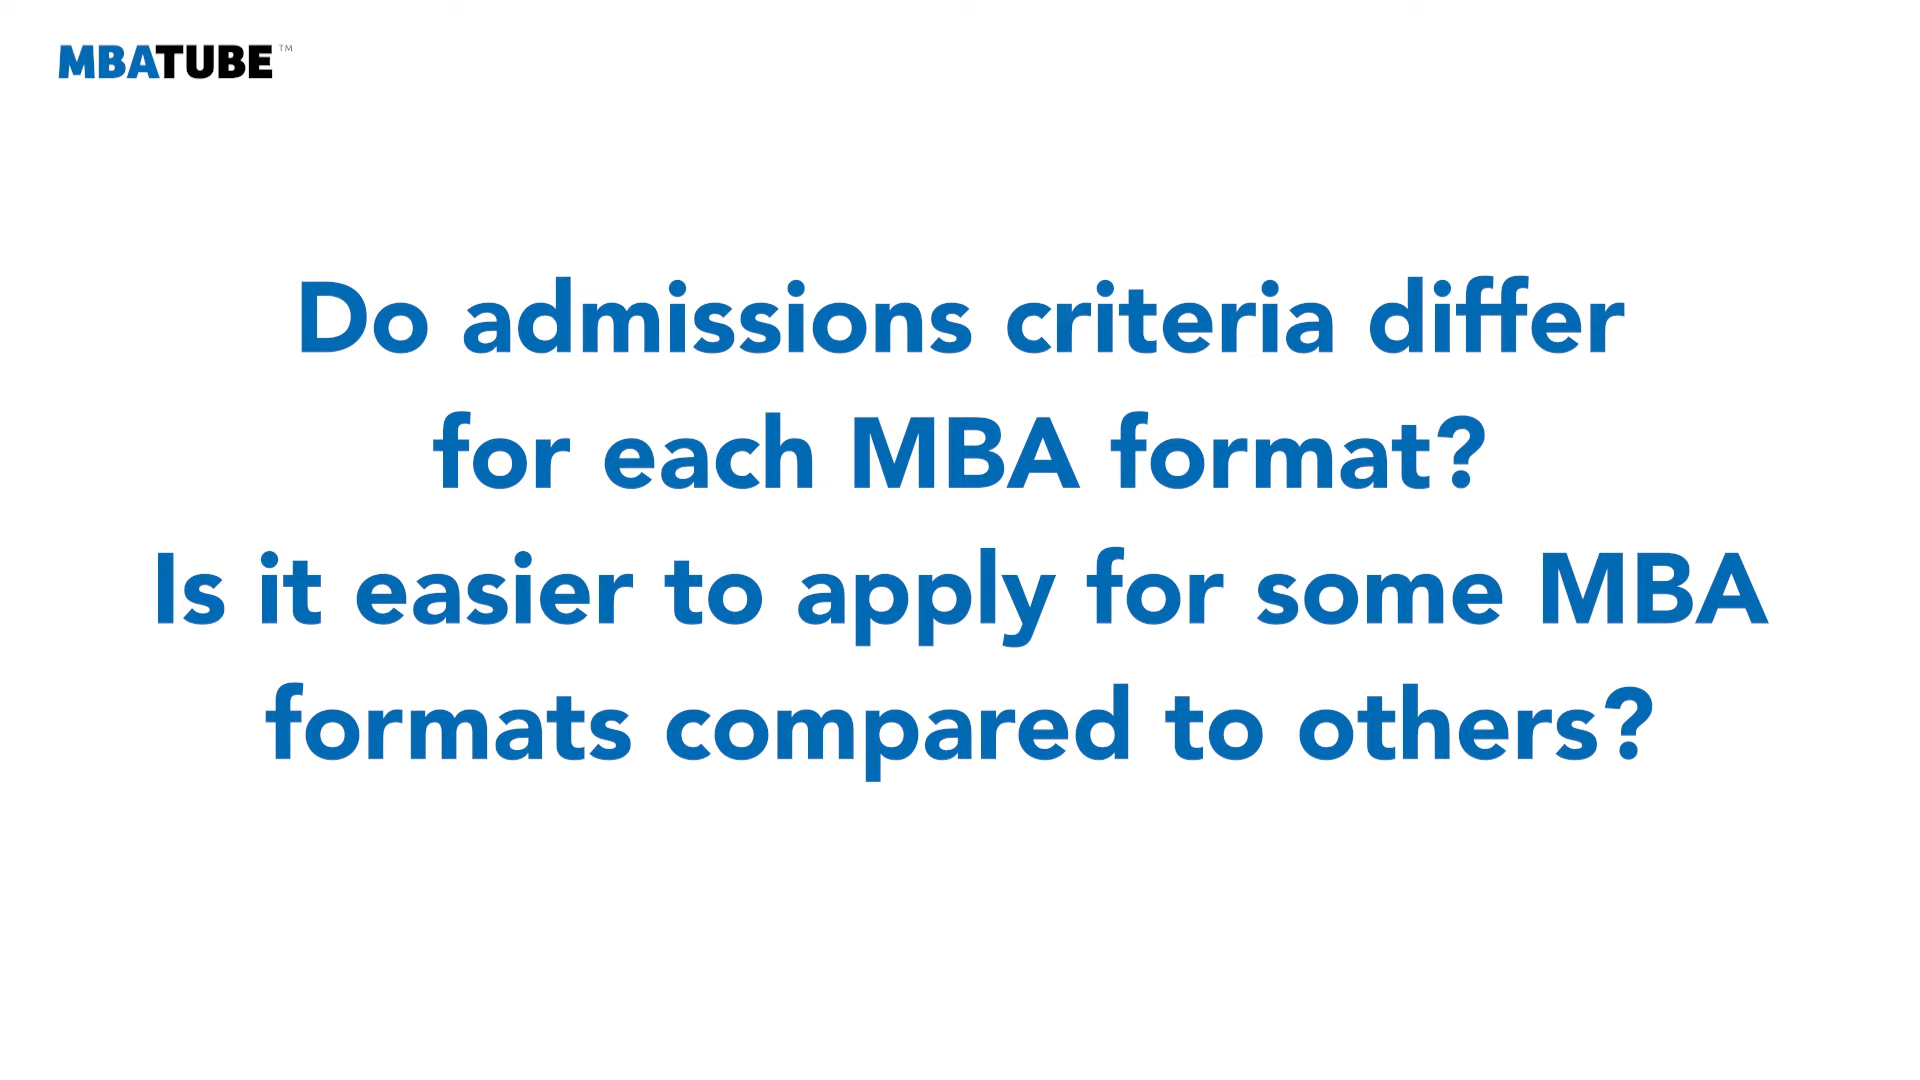 MBATUBE™
Do admissions criteria differ
for each MBA format?
Is it easier to apply for some MBA
formats compared to others?